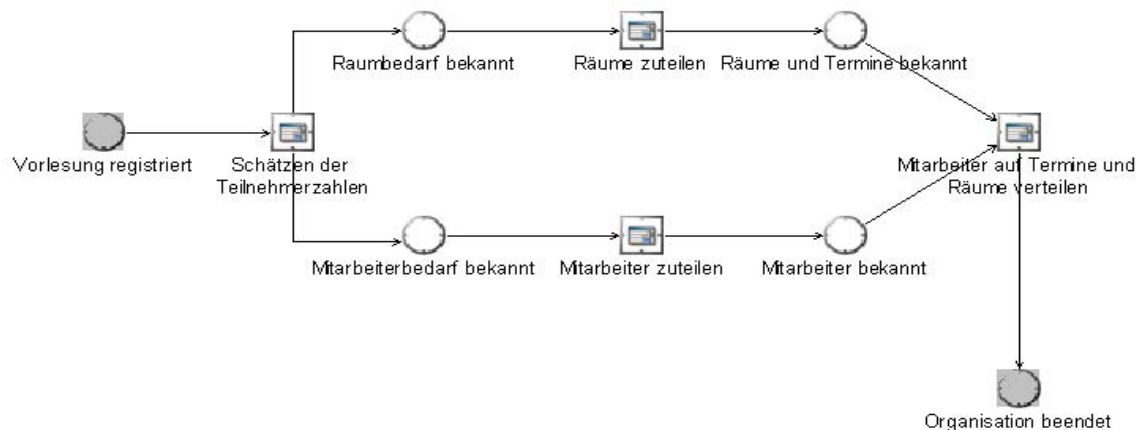 Raumbedarf bekannt
Räume zuteilen
Räume und Termine bekannt
Vorlesung registriert
Schätzen der
Teilnehmerzahlen
Mitarbeiter auf Termine und
Räume verteilen
Mitarbeiterbedarf bekannt
Mitarbeiter zuteilen
Mitarbeiter bekannt
Organisation beendet